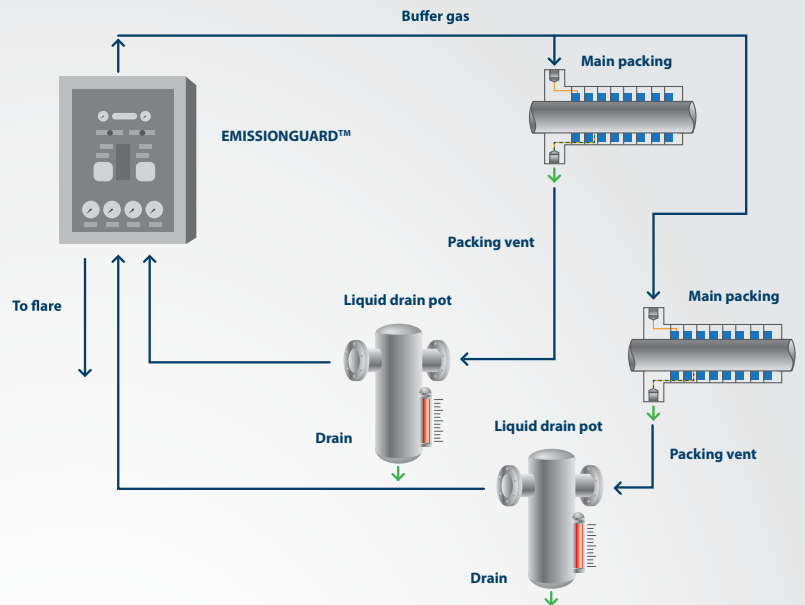 Buffer gas
Main packing
EMISSIONGUARD™
Packing vent
To flare
Liquid drain pot
Main packing
Drain
Liquid drain pot
Packing vent
Drain